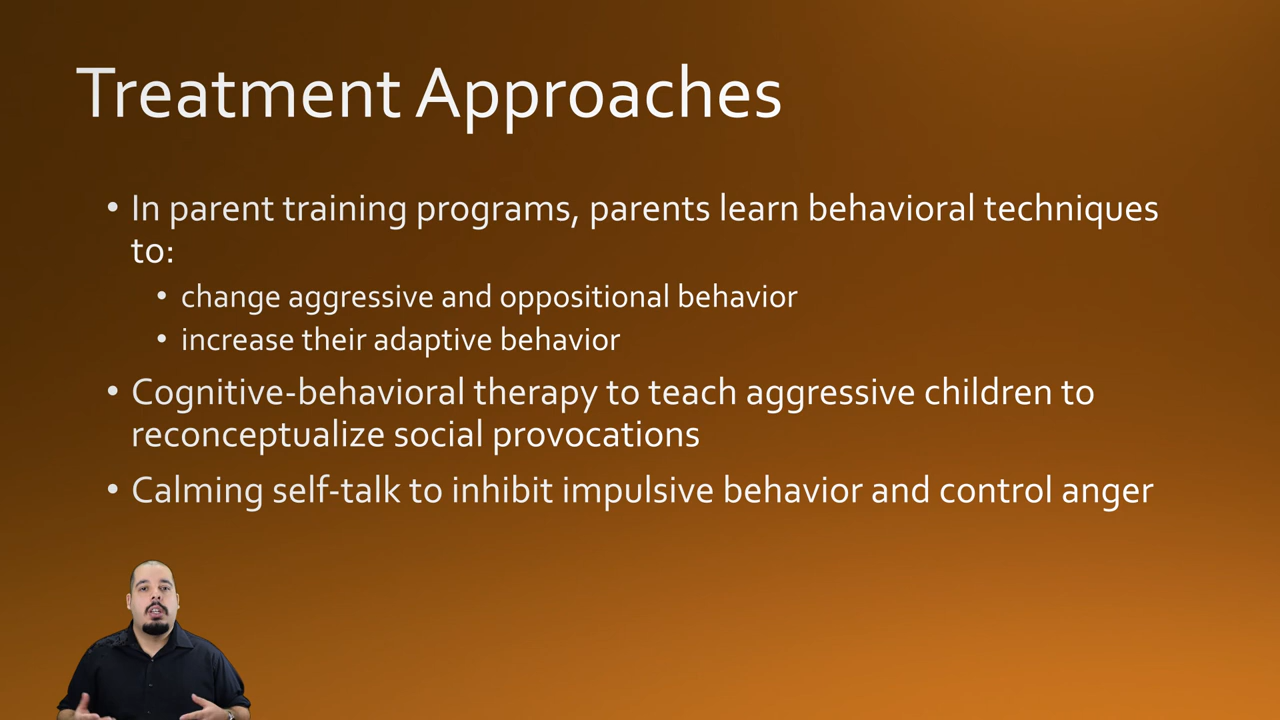 Treatment Approaches
• In parent training programs, parents learn behavioral techniques
to:
• change aggressive and oppositional behavior
• increase their adaptive behavior
• Cognitive-behavioral therapy to teach aggressive children to
reconceptualize social provocations
• Calming self-talk to inhibit impulsive behavior and control anger